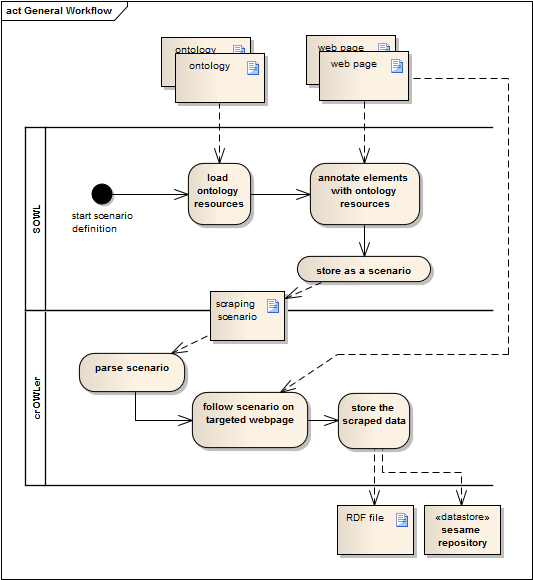 act General Workflow
ontology
ontology
web page
web page
SOWL
load
ontology
resources
annotate elements
with ontology
resources
start scenario
definition
store as a scenario
scraping
scenario
crOWLer
parse scenario
follow scenario on
targeted webpage
store the
scraped data
RDF file
«datastore»
sesame
repository